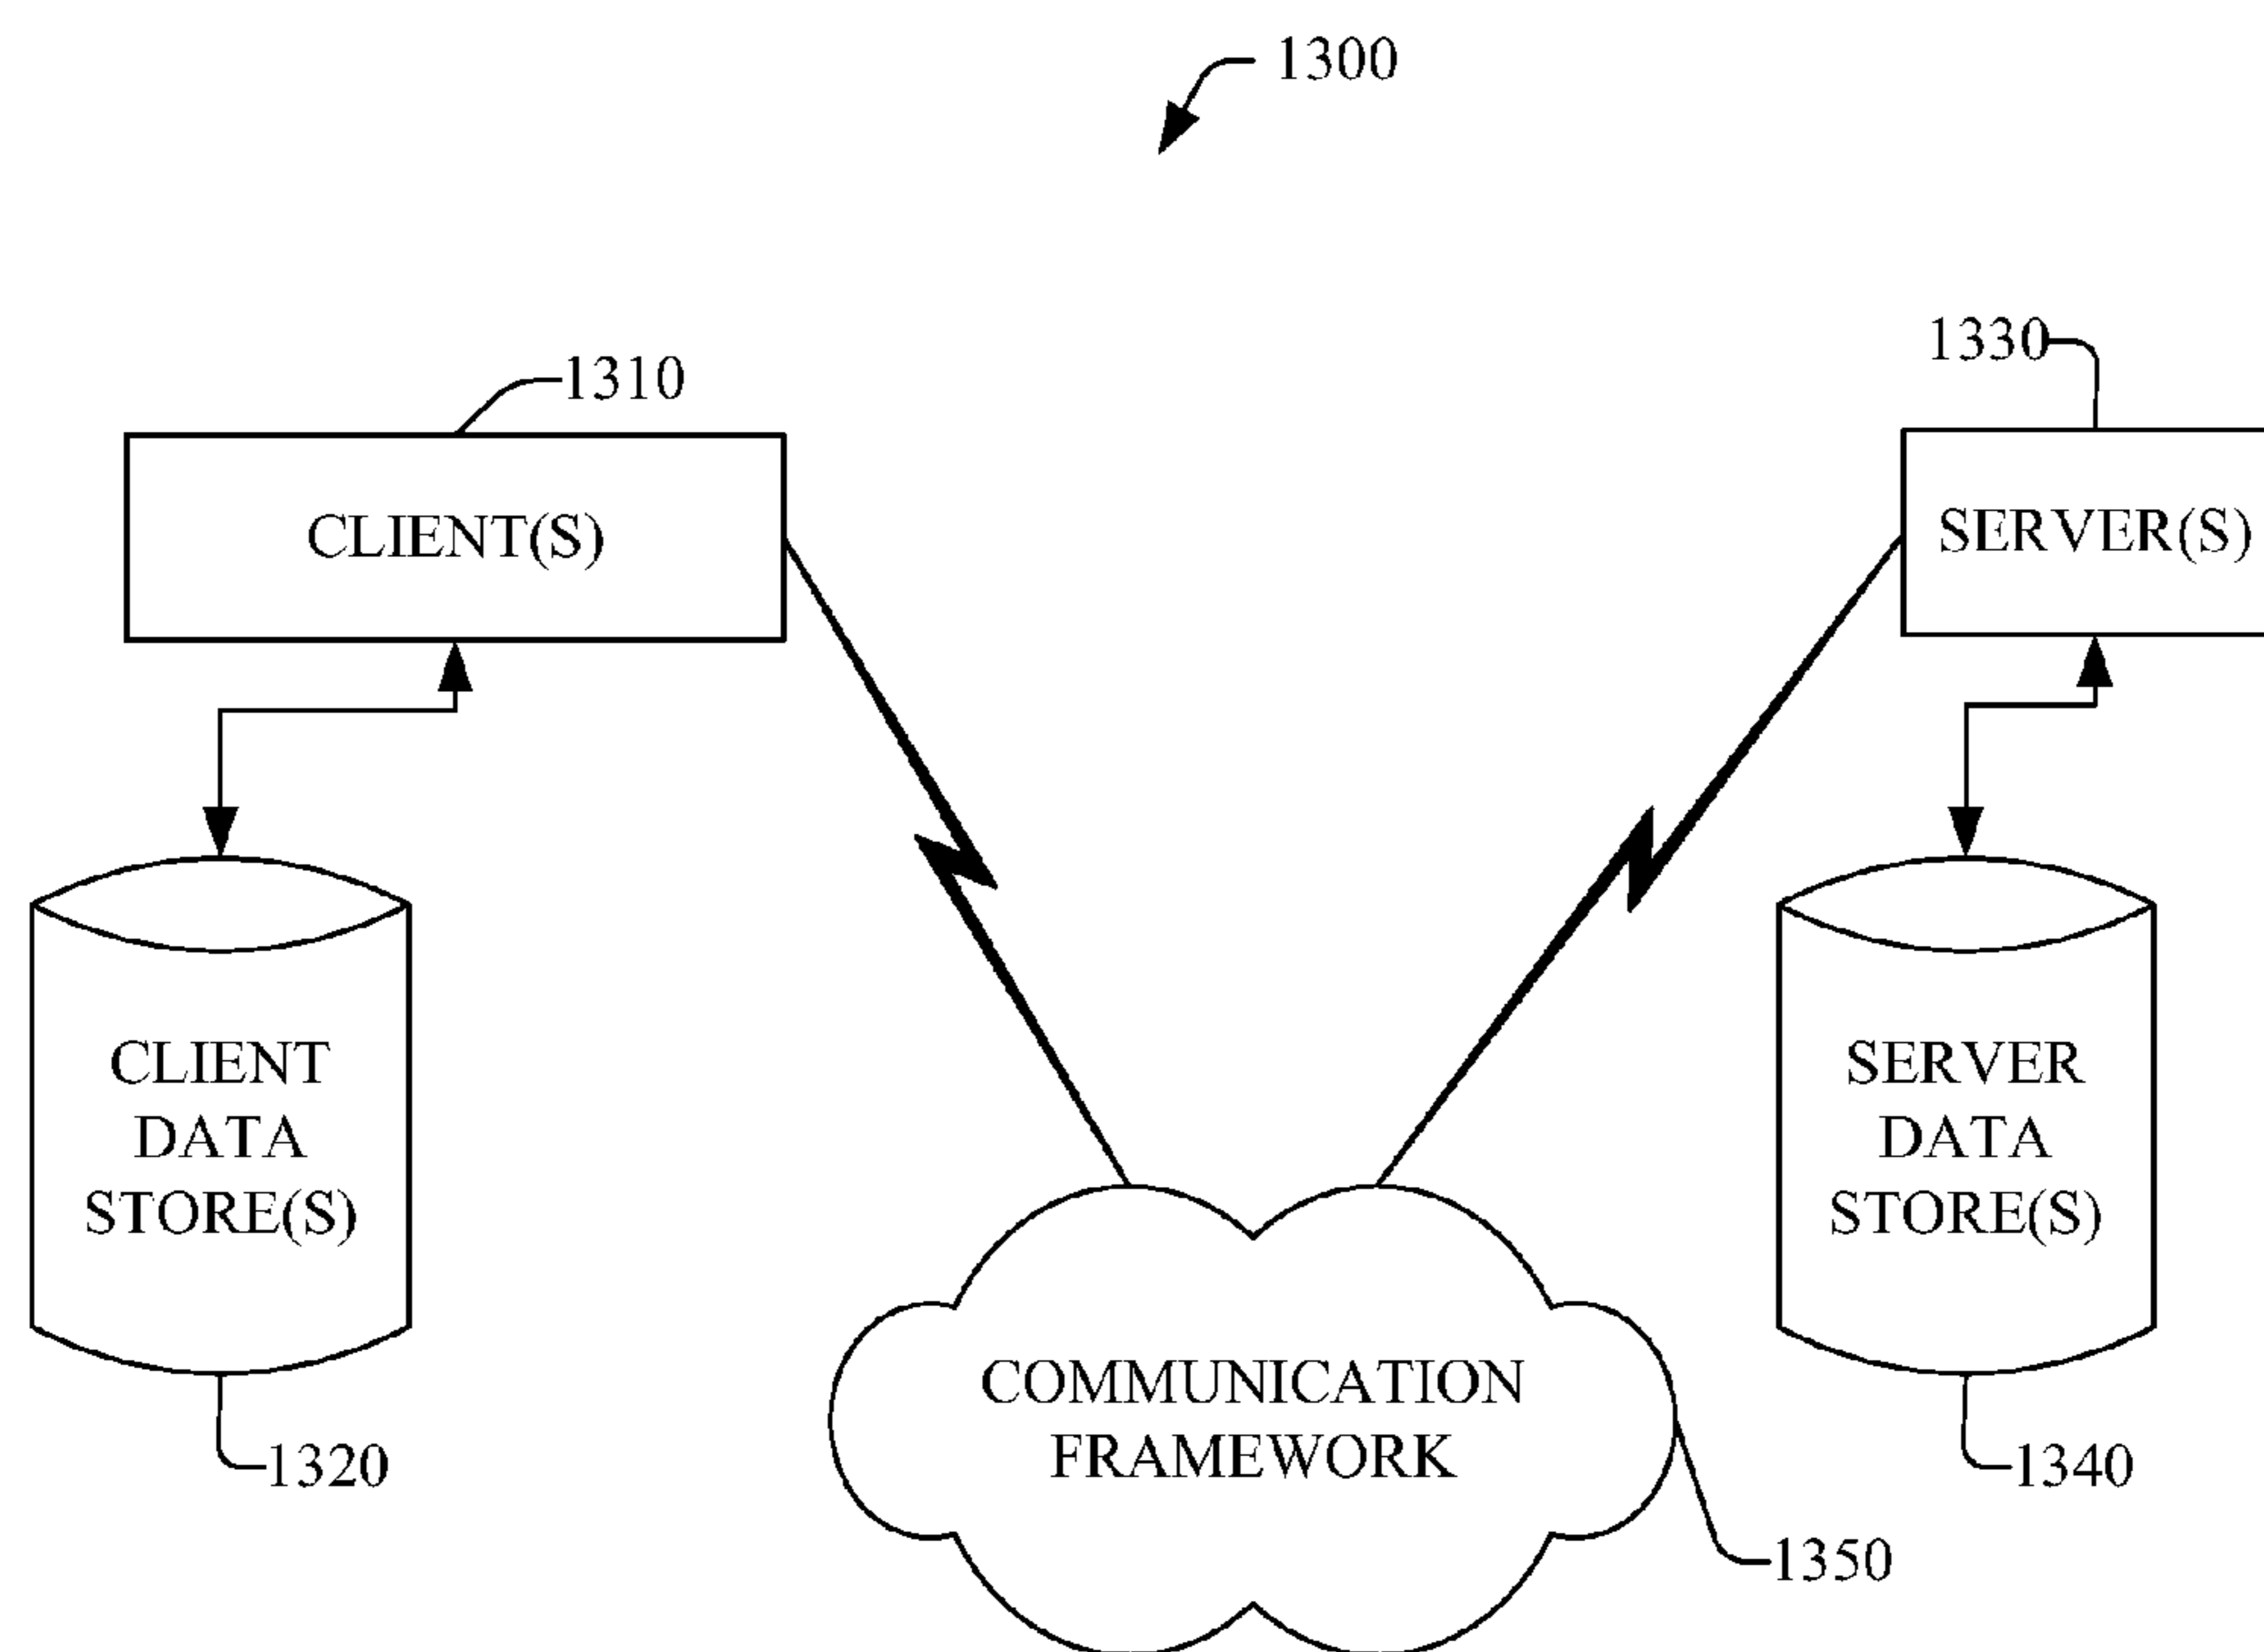 1300
1310
1330
CLIENT(S)
SERVER(S)
CLIENT
DATA
STORE(S)
SERVER
DATA
STORE(S)
COMMUNICATION
FRAMEWORK
1320
1340
1350